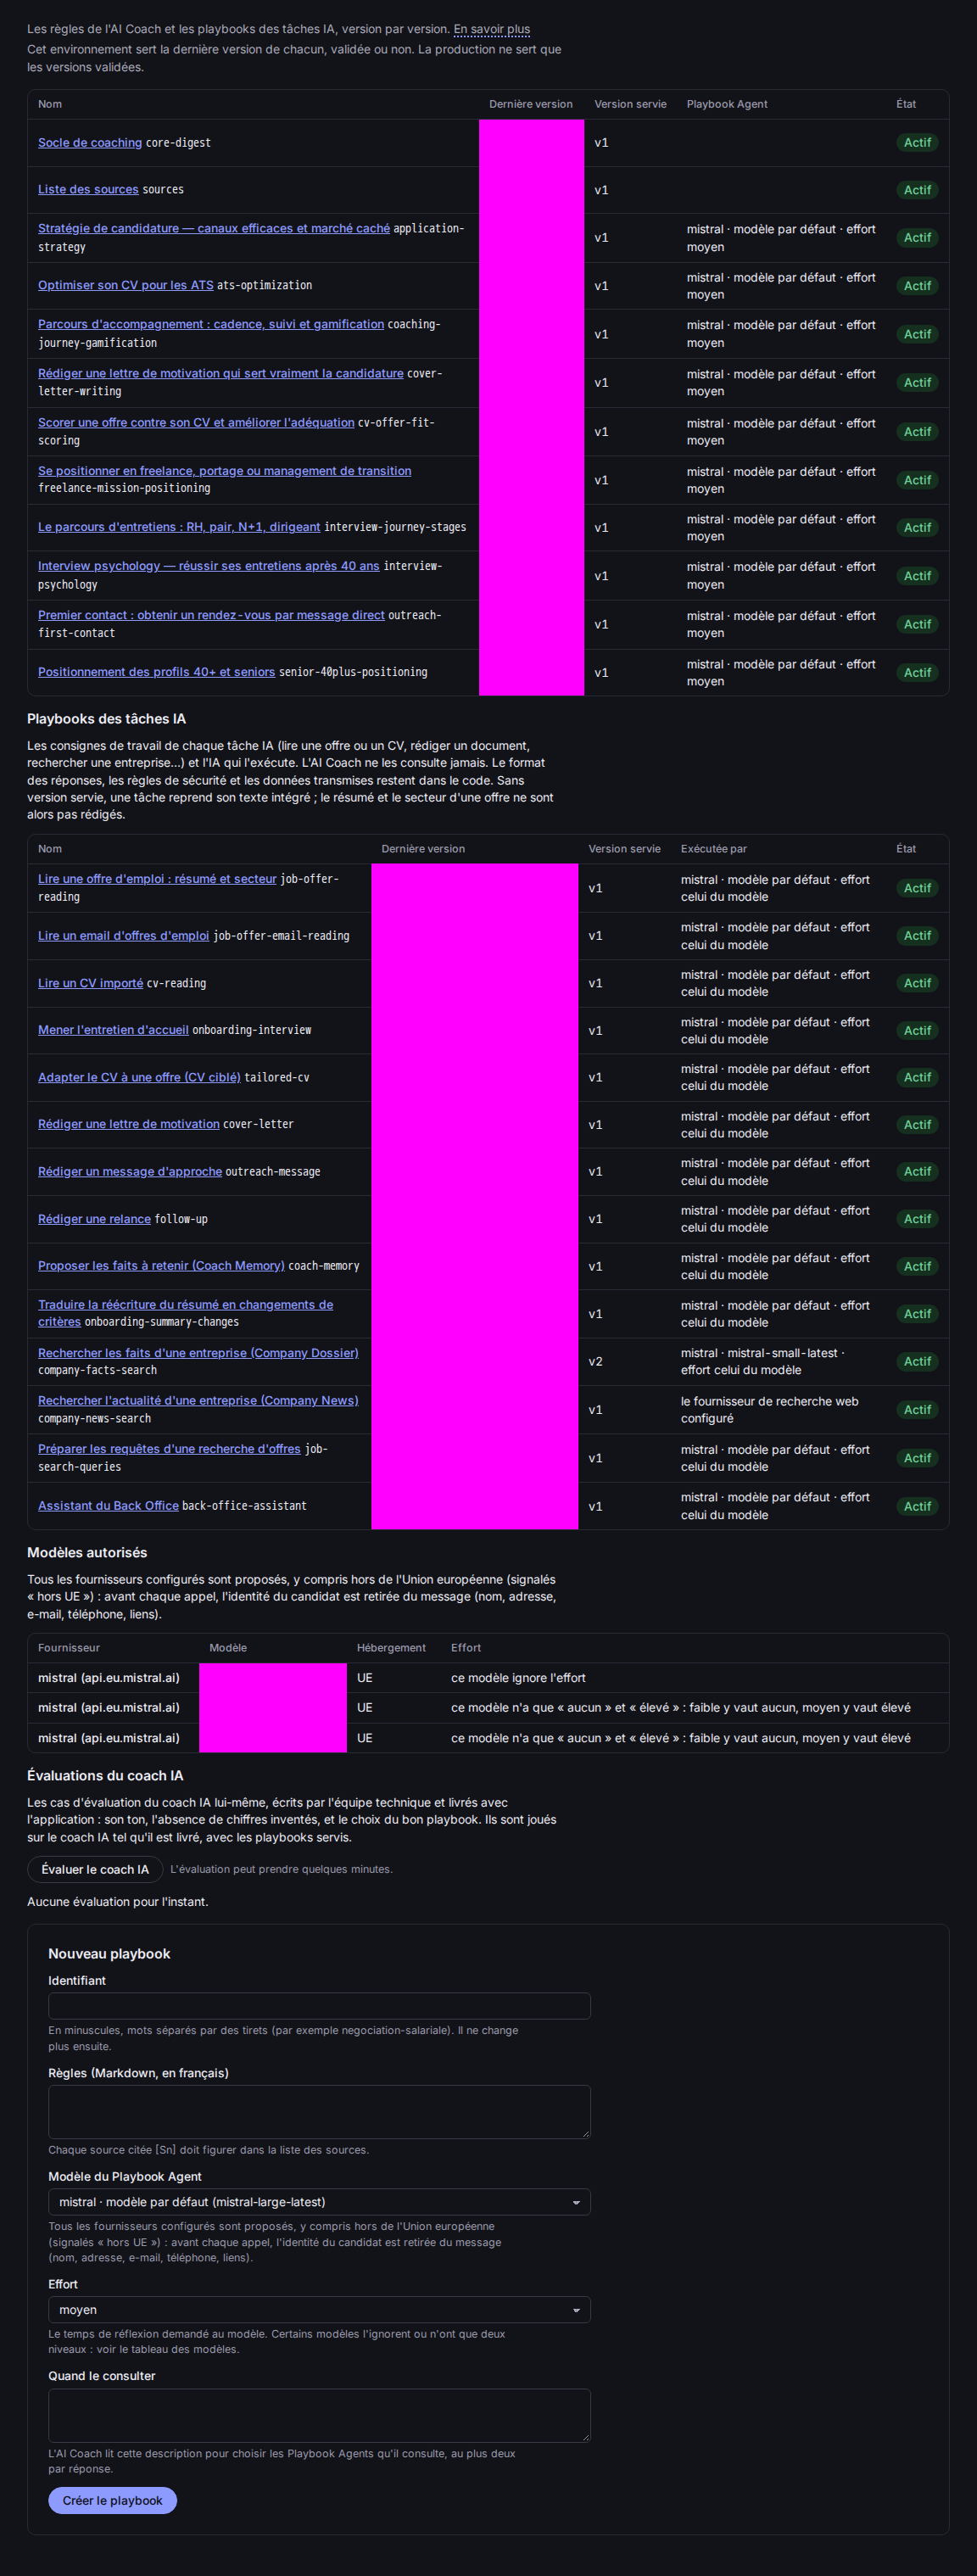 Les règles de l'AI Coach et les playbooks des tâches IA, version par version. En savoir plus
Cet environnement sert la dernière version de chacun, validée ou non. La production ne sert que
les versions validées.
Nom Dernière version Version servie Playbook Agent État
Socle de coaching core-digest v1 Actif
Liste des sources sources v1 Actif
Stratégie de candidature — canaux efficaces et marché caché application-
strategy v1 mistral · modèle par défaut · effort
moyen Actif
Optimiser son CV pour les ATS ats-optimization v1 mistral · modèle par défaut · effort
moyen Actif
Parcours d'accompagnement : cadence, suivi et gamification coaching-
journey-gamification v1 mistral · modèle par défaut · effort
moyen Actif
Rédiger une lettre de motivation qui sert vraiment la candidature cover-
letter-writing v1 mistral · modèle par défaut · effort
moyen Actif
Scorer une offre contre son CV et améliorer l'adéquation cv-offer-fit-
scoring v1 mistral · modèle par défaut · effort
moyen Actif
Se positionner en freelance, portage ou management de transition
freelance-mission-positioning v1 mistral · modèle par défaut · effort
moyen Actif
Le parcours d'entretiens : RH, pair, N+1, dirigeant interview-journey-stages v1 mistral · modèle par défaut · effort
moyen Actif
Interview psychology — réussir ses entretiens après 40 ans interview-
psychology v1 mistral · modèle par défaut · effort
moyen Actif
Premier contact : obtenir un rendez-vous par message direct outreach-
first-contact v1 mistral · modèle par défaut · effort
moyen Actif
Positionnement des profils 40+ et seniors senior-40plus-positioning v1 mistral · modèle par défaut · effort
moyen Actif
Playbooks des tâches IA
Les consignes de travail de chaque tâche IA (lire une offre ou un CV, rédiger un document,
rechercher une entreprise…) et l'IA qui l'exécute. L'AI Coach ne les consulte jamais. Le format
des réponses, les règles de sécurité et les données transmises restent dans le code. Sans
version servie, une tâche reprend son texte intégré ; le résumé et le secteur d'une offre ne sont
alors pas rédigés.
Nom Dernière version Version servie Exécutée par État
Lire une offre d'emploi : résumé et secteur job-offer-
reading v1 mistral · modèle par défaut · effort
celui du modèle Actif
Lire un email d'offres d'emploi job-offer-email-reading v1 mistral · modèle par défaut · effort
celui du modèle Actif
Lire un CV importé cv-reading v1 mistral · modèle par défaut · effort
celui du modèle Actif
Mener l'entretien d'accueil onboarding-interview v1 mistral · modèle par défaut · effort
celui du modèle Actif
Adapter le CV à une offre (CV ciblé) tailored-cv v1 mistral · modèle par défaut · effort
celui du modèle Actif
Rédiger une lettre de motivation cover-letter v1 mistral · modèle par défaut · effort
celui du modèle Actif
Rédiger un message d'approche outreach-message v1 mistral · modèle par défaut · effort
celui du modèle Actif
Rédiger une relance follow-up v1 mistral · modèle par défaut · effort
celui du modèle Actif
Proposer les faits à retenir (Coach Memory) coach-memory v1 mistral · modèle par défaut · effort
celui du modèle Actif
Traduire la réécriture du résumé en changements de
critères onboarding-summary-changes v1 mistral · modèle par défaut · effort
celui du modèle Actif
Rechercher les faits d'une entreprise (Company Dossier)
company-facts-search v2 mistral · mistral-small-latest ·
effort celui du modèle Actif
Rechercher l'actualité d'une entreprise (Company News)
company-news-search v1 le fournisseur de recherche web
configuré Actif
Préparer les requêtes d'une recherche d'offres job-
search-queries v1 mistral · modèle par défaut · effort
celui du modèle Actif
Assistant du Back Office back-office-assistant v1 mistral · modèle par défaut · effort
celui du modèle Actif
Modèles autorisés
Tous les fournisseurs configurés sont proposés, y compris hors de l'Union européenne (signalés
« hors UE ») : avant chaque appel, l'identité du candidat est retirée du message (nom, adresse,
e-mail, téléphone, liens).
Fournisseur Modèle Hébergement Effort
mistral (api.eu.mistral.ai) UE ce modèle ignore l'effort
mistral (api.eu.mistral.ai) UE ce modèle n'a que « aucun » et « élevé » : faible y vaut aucun, moyen y vaut élevé
mistral (api.eu.mistral.ai) UE ce modèle n'a que « aucun » et « élevé » : faible y vaut aucun, moyen y vaut élevé
Évaluations du coach IA
Les cas d'évaluation du coach IA lui-même, écrits par l'équipe technique et livrés avec
l'application : son ton, l'absence de chiffres inventés, et le choix du bon playbook. Ils sont joués
sur le coach IA tel qu'il est livré, avec les playbooks servis.
Évaluer le coach IA L'évaluation peut prendre quelques minutes.
Aucune évaluation pour l'instant.
Nouveau playbook
Identifiant
En minuscules, mots séparés par des tirets (par exemple negociation-salariale). Il ne change
plus ensuite.
Règles (Markdown, en français)
Chaque source citée [Sn] doit figurer dans la liste des sources.
Modèle du Playbook Agent
mistral · modèle par défaut (mistral-large-latest)
Tous les fournisseurs configurés sont proposés, y compris hors de l'Union européenne
(signalés « hors UE ») : avant chaque appel, l'identité du candidat est retirée du message
(nom, adresse, e-mail, téléphone, liens).
Effort
moyen
Le temps de réflexion demandé au modèle. Certains modèles l'ignorent ou n'ont que deux
niveaux : voir le tableau des modèles.
Quand le consulter
L'AI Coach lit cette description pour choisir les Playbook Agents qu'il consulte, au plus deux
par réponse.
Créer le playbook